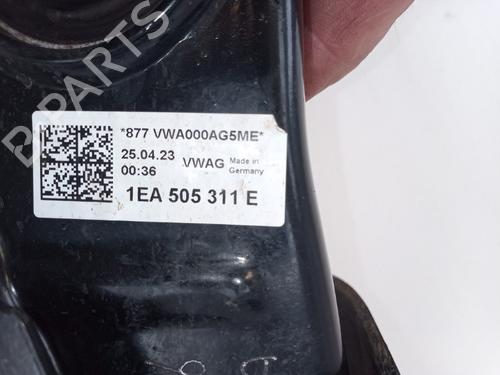 B-PARTS
*877 VWA000AG5ME*
25.04.23 VWAG Made in
00:36 Germany
1EA 505 311 E